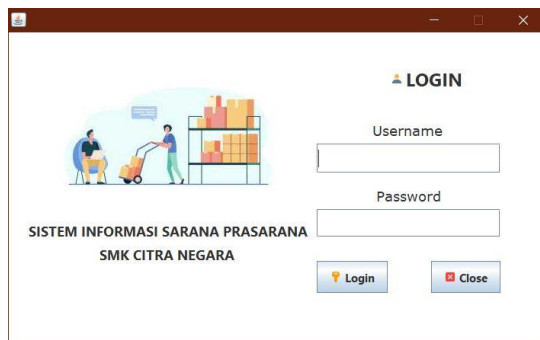 LOGIN
Username
Password
SISTEM INFORMASI SARANA PRASARANA
SMK CITRA NEGARA
Login
Close